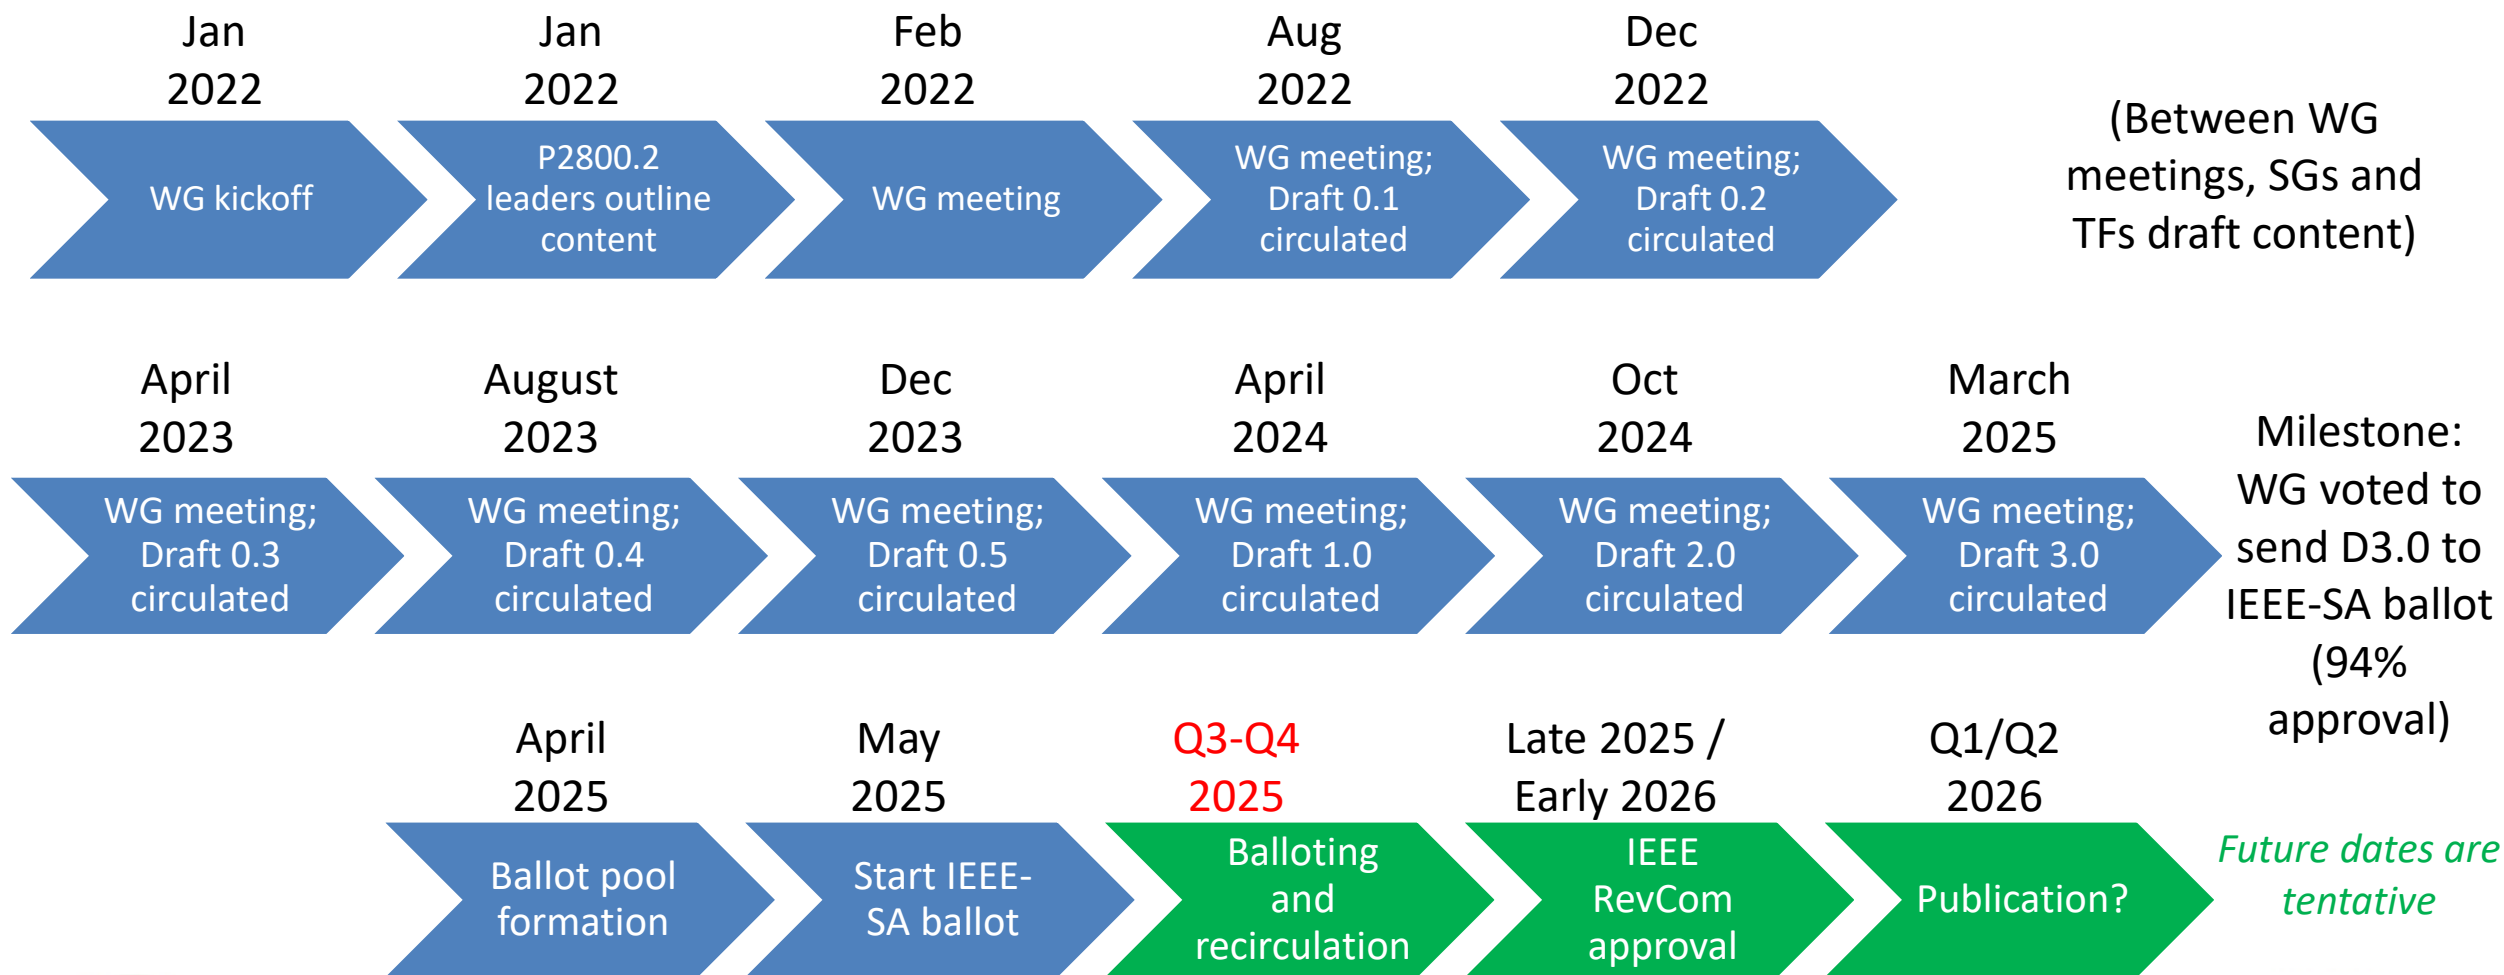 Jan
2022
Jan
2022
Feb
2022
Aug
2022
Dec
2022
WG kickoff
P2800.2
leaders outline
content
WG meeting
WG meeting;
Draft 0.1
circulated
WG meeting;
Draft 0.2
circulated
(Between WG
meetings, SGs and
TFs draft content)
April
2023
August
2023
Dec
2023
April
2024
Oct
2024
March
2025
WG meeting;
Draft 0.3
circulated
WG meeting;
Draft 0.4
circulated
WG meeting;
Draft 0.5
circulated
WG meeting;
Draft 1.0
circulated
WG meeting;
Draft 2.0
circulated
WG meeting;
Draft 3.0
circulated
Milestone:
WG voted to
send D3.0 to
IEEE-SA ballot
(94%
approval)
April
2025
May
2025
Q3-Q4
2025
Late 2025 /
Early 2026
Q1/Q2
2026
Ballot pool
formation
Start IEEE-
SA ballot
Balloting
and
recirculation
IEEE
RevCom
approval
Publication?
Future dates are
tentative